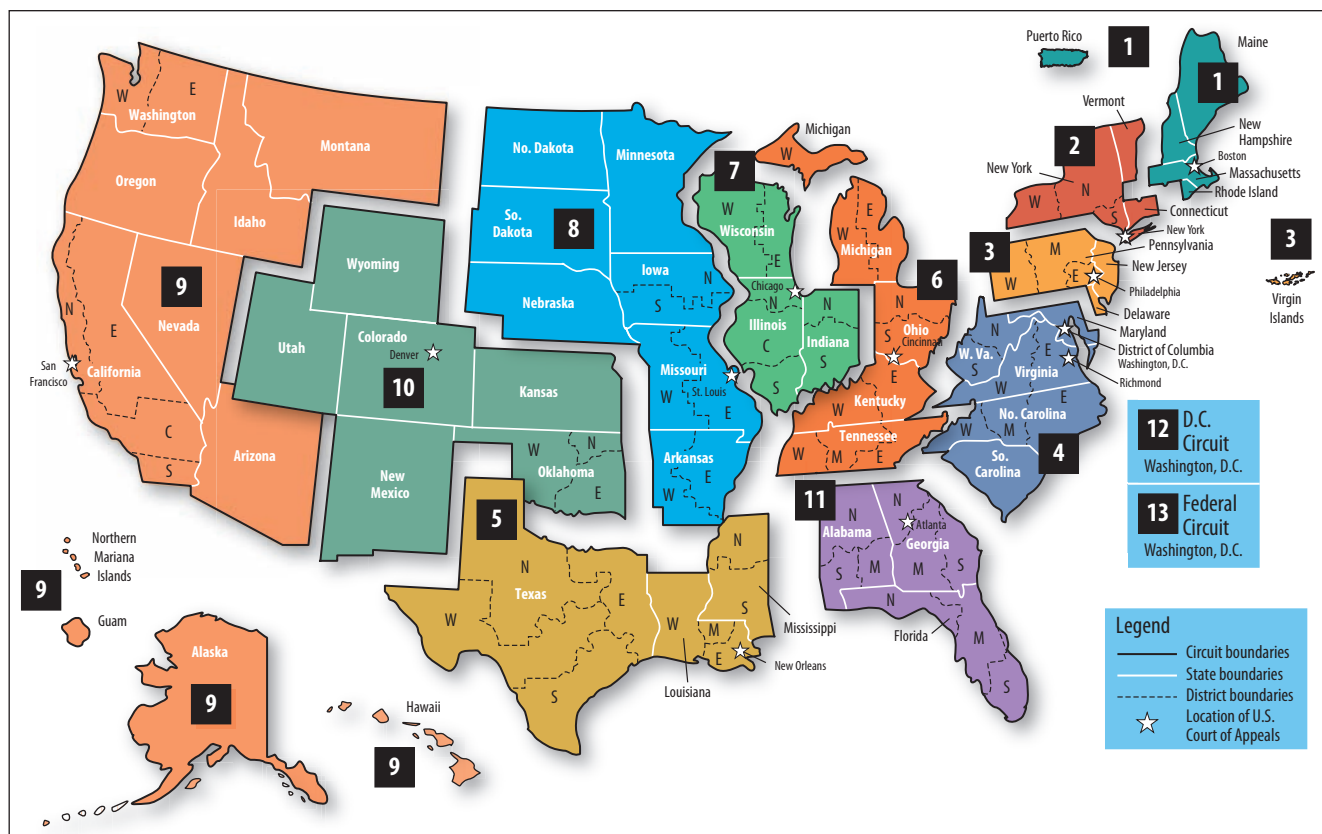 Puerto Rico
1
Maine
1
Vermont
New
Hampshire
Boston
Massachusetts
Rhode Island
2
New York
N
W
S
Connecticut
New York
3
Pennsylvania
M
W
E
New Jersey
Philadelphia
Delaware
3
Virgin
Islands
Maryland
District of Columbia
Washington, D.C.
Richmond
N
W. Va.
S
E
Virginia
W
E
No. Carolina
W
M
So.
Carolina
4
12
D.C.
Circuit
Washington, D.C.
13
Federal
Circuit
Washington, D.C.
Michigan
W
E
W
Michigan
6
N
Ohio
Cincinnati
S
E
W
Kentucky
Tennessee
W
M
E
7
W
Wisconsin
E
Chicago
N
Illinois
C
S
N
Indiana
S
No. Dakota
Minnesota
So.
Dakota
8
Iowa
N
S
Nebraska
Missouri
St. Louis
W
E
Arkansas
E
W
W
E
Washington
Montana
Oregon
Idaho
9
Nevada
N
E
San
Francisco
California
C
S
Arizona
Wyoming
Utah
Colorado
Denver
10
Kansas
New
Mexico
W
N
Oklahoma
E
5
N
Texas
E
W
S
W
M
E
Louisiana
New Orleans
N
S
Mississippi
11
N
Alabama
S
M
N
Atlanta
Georgia
M
S
N
Florida
M
S
Northern
Mariana
Islands
9
Guam
Alaska
9
Hawaii
9
Legend
Circuit boundaries
State boundaries
District boundaries
Location of U.S.
Court of Appeals